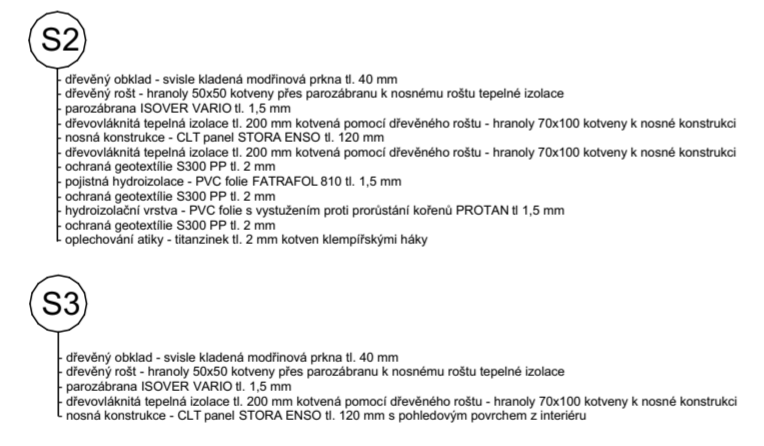 S2
dřevěný obklad - svisle kladená modřinová prkna tl. 40 mm
dřevěný rošt - hranoly 50x50 kotveny přes parozábranu k nosnému roštu tepelné izolace
parozábrana ISOVER VARIO tl. 1,5 mm
dřevovláknitá tepelná izolace tl. 200 mm kotvená pomocí dřevěného roštu - hranoly 70x100 kotveny k nosné konstrukci
nosná konstrukce - CLT panel STORA ENSO tl. 120 mm
dřevovláknitá tepelná izolace tl. 200 mm kotvená pomocí dřevěného roštu - hranoly 70x100 kotveny k nosné konstrukci
ochraná geotextílie S300 PP tl. 2 mm
pojistná hydroizolace - PVC folie FATRAFOL 810 tl. 1,5 mm
ochraná geotextílie S300 PP tl. 2 mm
hydroizolační vrstva - PVC folie s vystužením proti prorůstání kořenů PROTAN tl 1,5 mm
ochraná geotextílie S300 PP tl. 2 mm
oplechování atiky - titanzinek tl. 2 mm kotven klempířskými háky
S3
dřevěný obklad - svisle kladená modřinová prkna tl. 40 mm
dřevěný rošt - hranoly 50x50 kotveny přes parozábranu k nosnému roštu tepelné izolace
parozábrana ISOVER VARIO tl. 1,5 mm
dřevovláknitá tepelná izolace tl. 200 mm kotvená pomocí dřevěného roštu - hranoly 70x100 kotveny k nosné konstrukci
nosná konstrukce - CLT panel STORA ENSO tl. 120 mm s pohledovým povrchem z interiéru